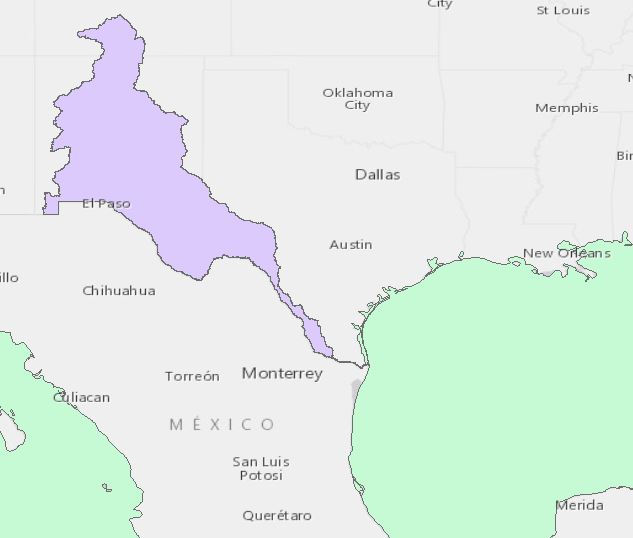 City
St Louis
Oklahoma
City
Memphis
Dallas
El Paso
Austin
New Orleans
Chihuahua
Torreón
Monterrey
Culiacan
MÉXICO
San Luis
Potosi
Merida
Querétaro